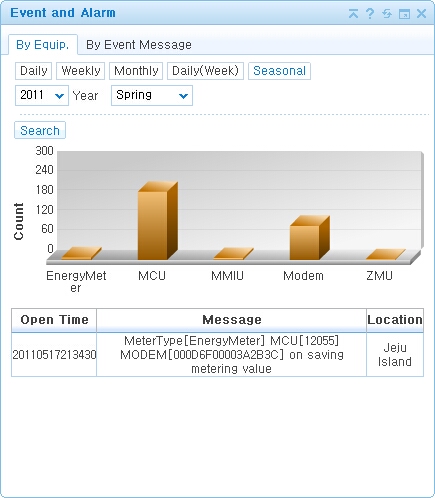 Event and Alarm
?
By Equip. By Event Message
Daily Weekly Monthly Daily(Week) Seasonal
2011 Year Spring
Search
300
240
180
120
60
0
Count
EnergyMet
er
MCU
MMIU
Modem
ZMU
Open Time Message Location
20110517213430
MeterType[EnergyMeter] MCU[12055]
MODEM[000D6F00003A2B3C] on saving
metering value
Jeju
Island